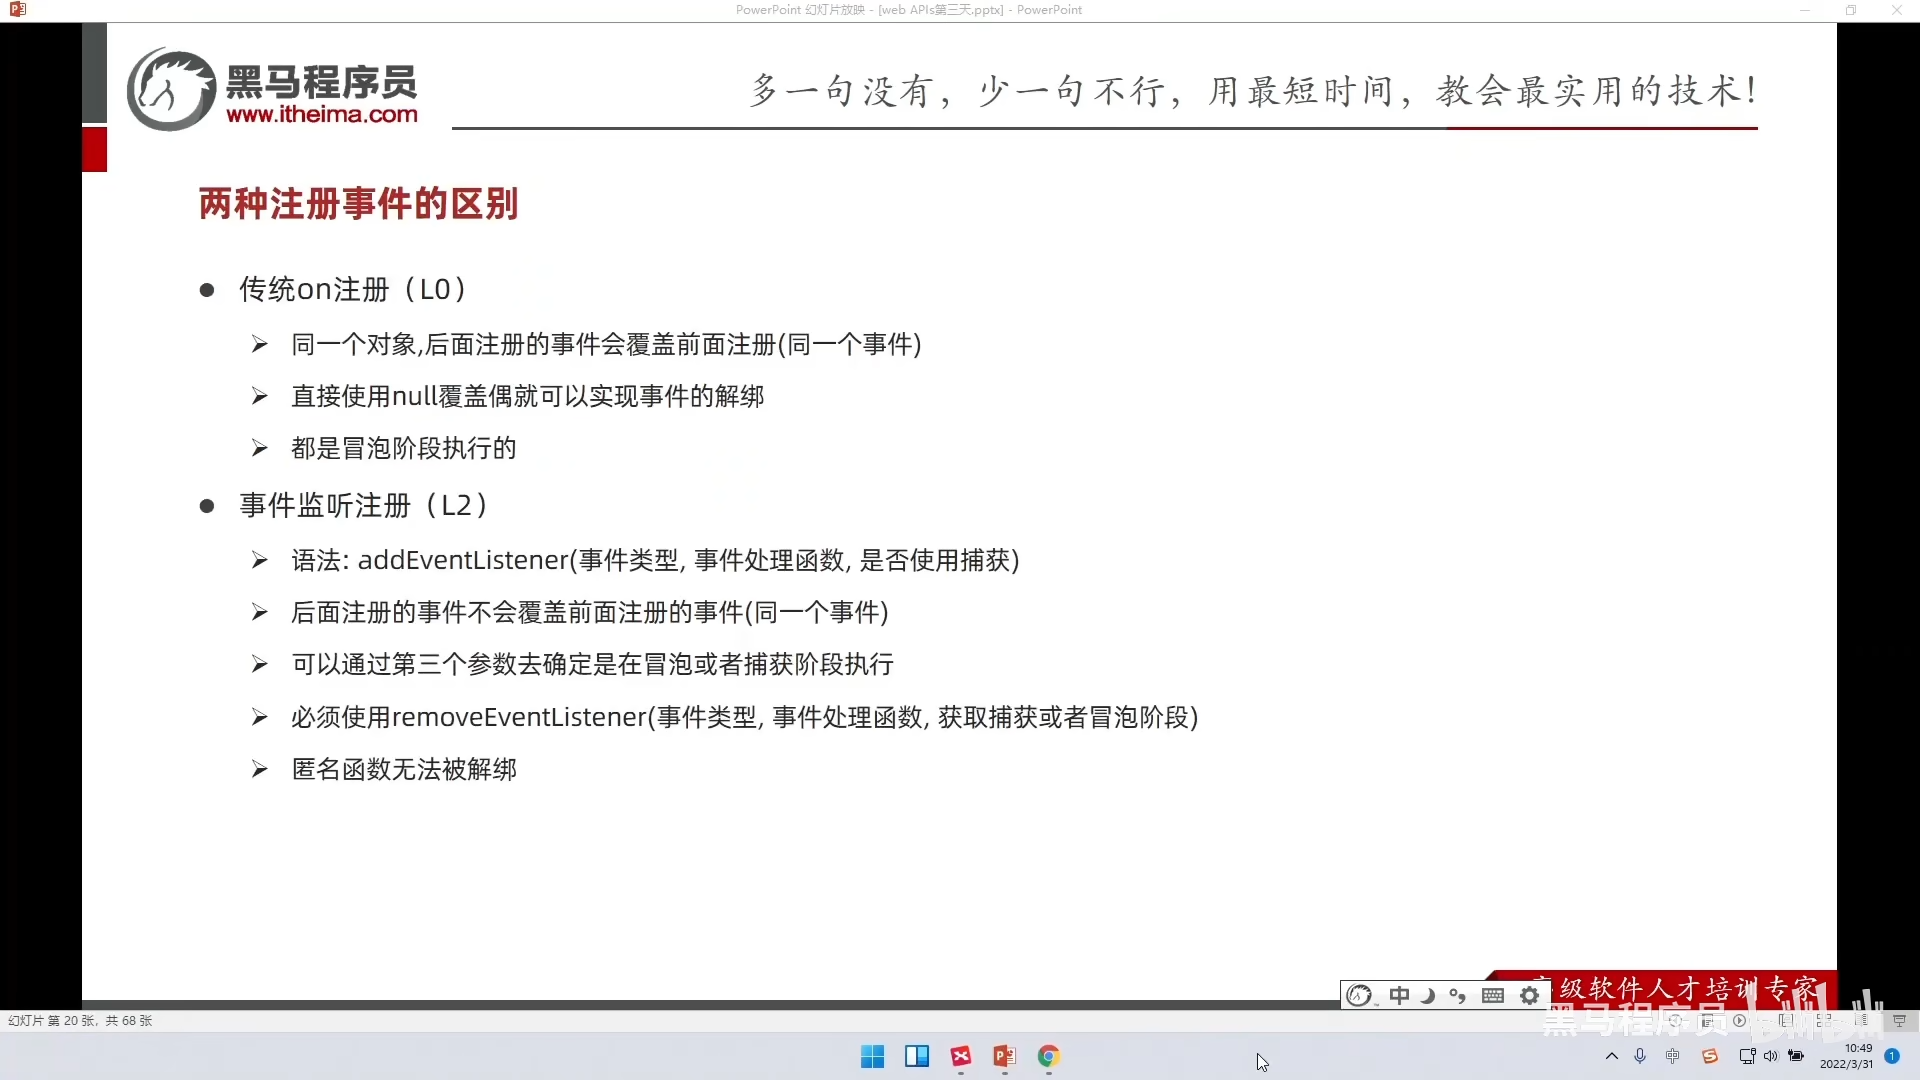 PowerPoint 幻灯片放映 - [web APIs第三天.pptx] - PowerPoint
黑马程序员
www.itheima.com
多一句没有，少一句不行，用最短时间，教会最实用的技术！
两种注册事件的区别
传统on注册（L0）
同一个对象,后面注册的事件会覆盖前面注册(同一个事件)
直接使用null覆盖偶就可以实现事件的解绑
都是冒泡阶段执行的
事件监听注册（L2）
语法: addEventListener(事件类型, 事件处理函数, 是否使用捕获)
后面注册的事件不会覆盖前面注册的事件(同一个事件)
可以通过第三个参数去确定是在冒泡或者捕获阶段执行
必须使用removeEventListener(事件类型, 事件处理函数, 获取捕获或者冒泡阶段)
匿名函数无法被解绑
级软件人才培训专家
中
黑马程序员
幻灯片 第 20 张，共 68 张
中
10:49
2022/3/31
1